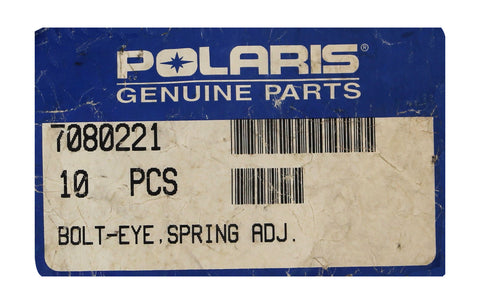 POLARIS®
GENUINE PARTS
7080221
10 PCS
BOLT-EYE,SPRING ADJ.